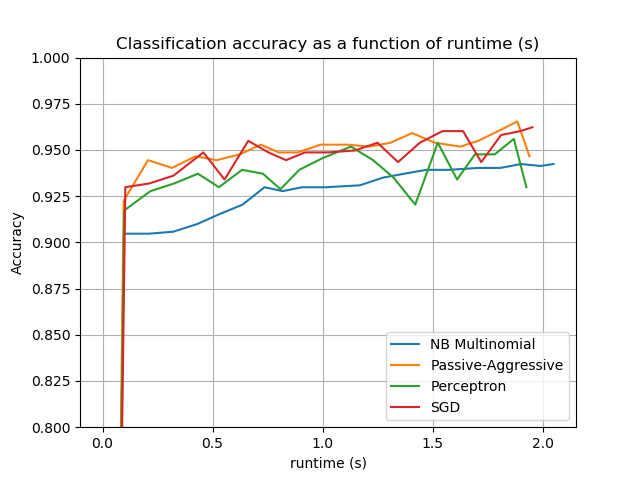 Classification accuracy as a function of runtime (s)
1.000
0.975
0.950
0.925
0.900
0.875
0.850
0.825
0.800
Accuracy
NB Multinomial
Passive-Aggressive
Perceptron
SGD
0.0 0.5 1.0 1.5 2.0
runtime (s)